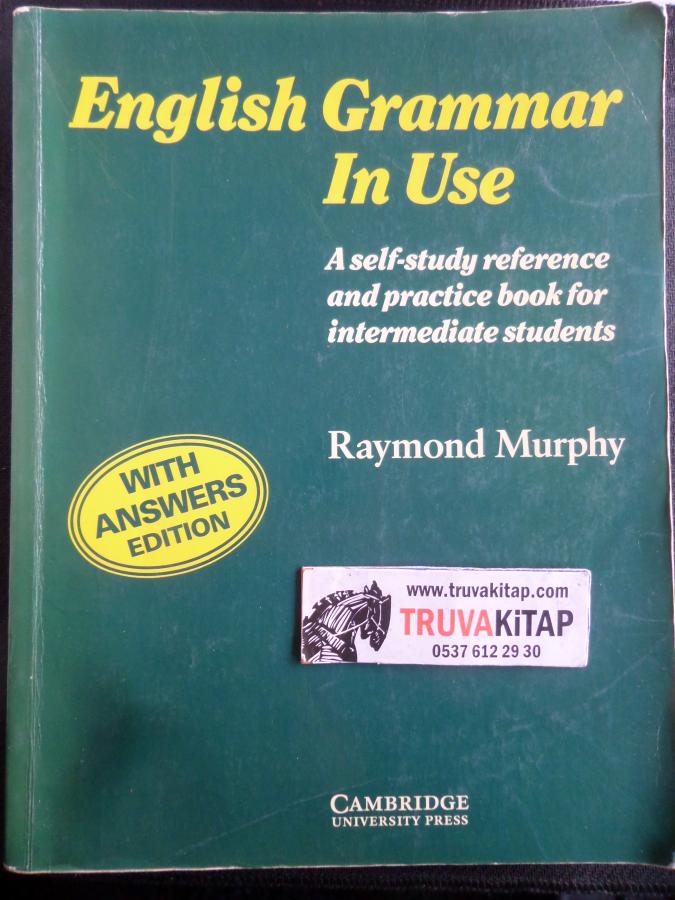 English Grammar
In Use
A self-study reference
and practice book for
intermediate students
Raymond Murphy
WITH
ANSWERS
EDITION
www.truvakitap.com
TRUVAKiTAP
0537 612 29 30
CAMBRIDGE
UNIVERSITY PRESS